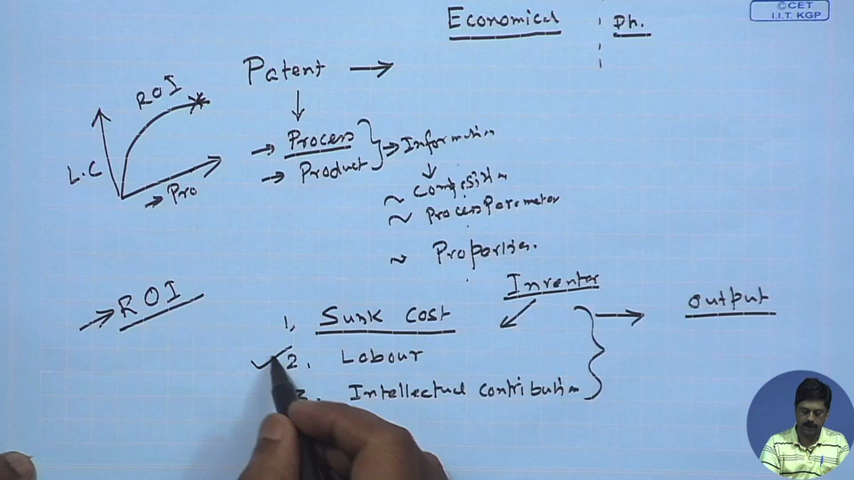 Economical Ph.
©CET
I.I.T. KGP
ROI
Patent →
L.C
→ Process
→ Product
→ Information
→ Pro
~ Composition
~ Process Parameter
~ Properties.
→ ROI
Inventor
1, Sunk Cost
→ output
2. Labour
3. Intellectual contribution